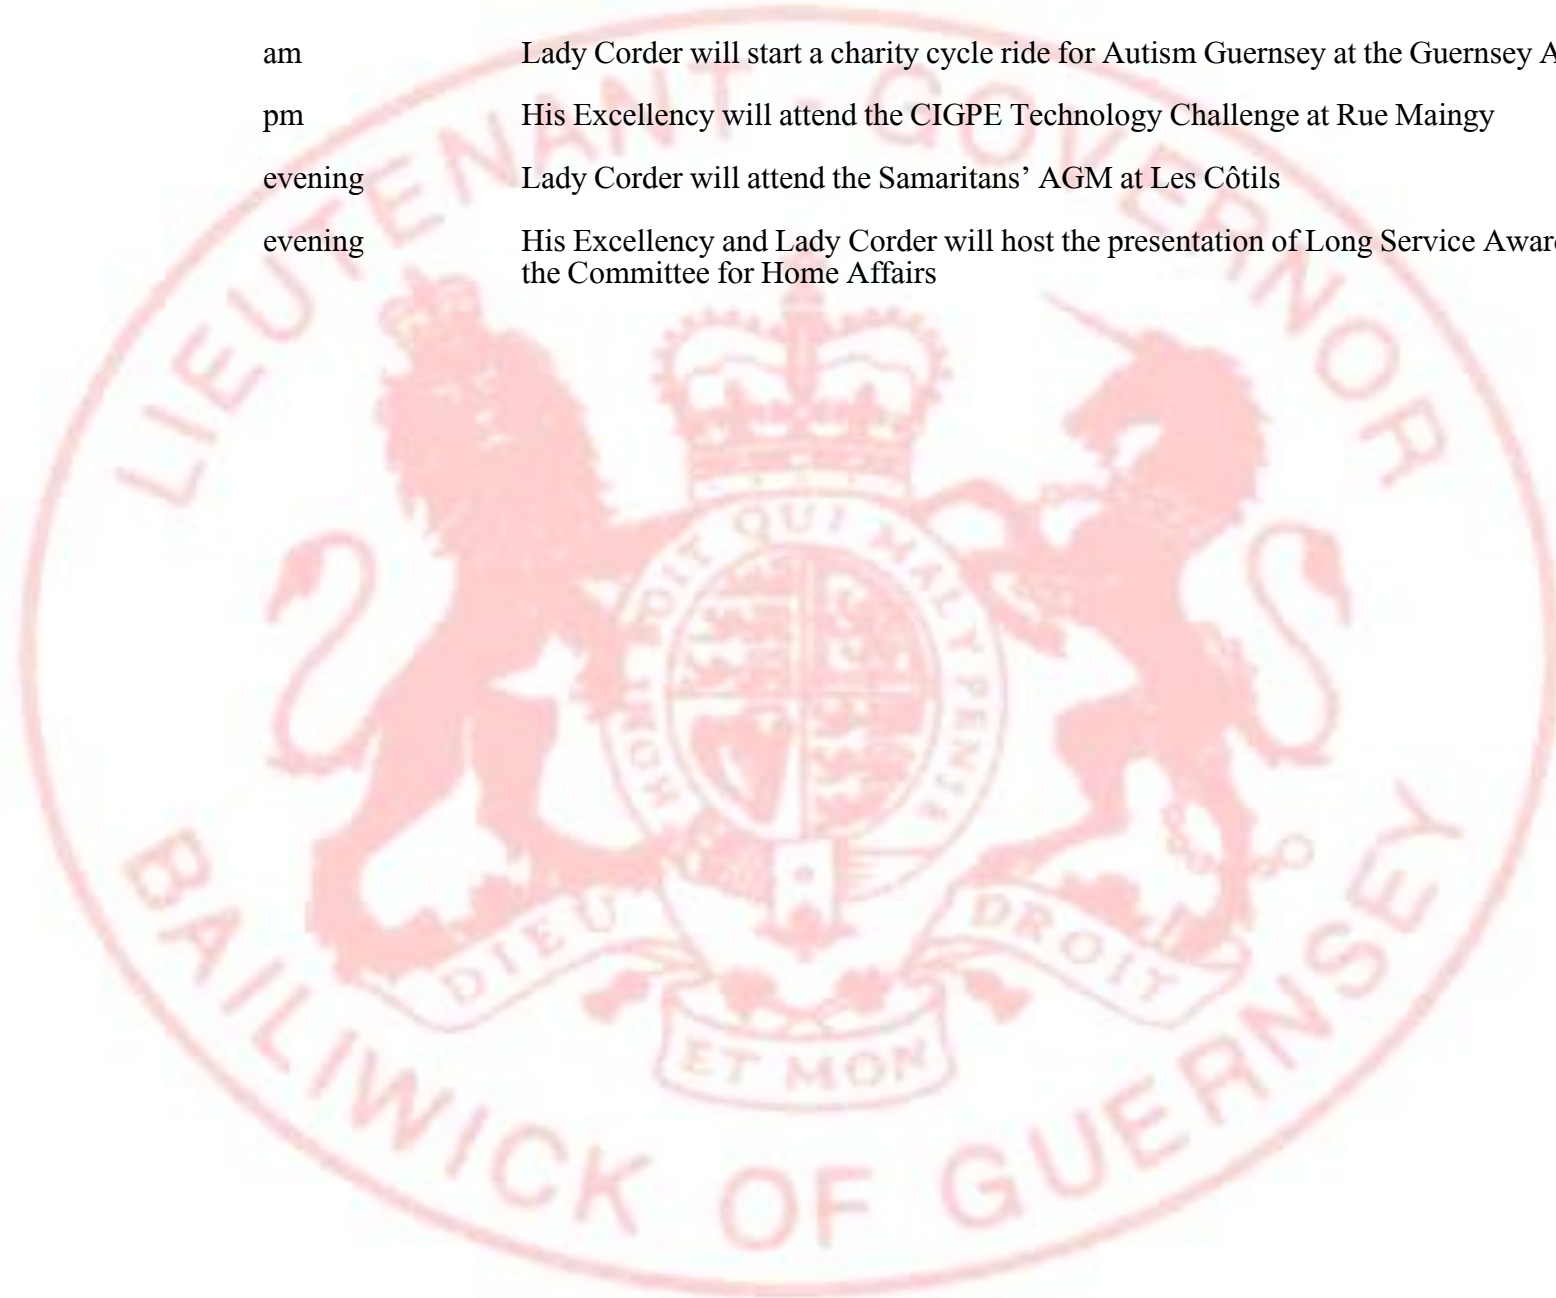 am Lady Corder will start a charity cycle ride for Autism Guernsey at the Guernsey
pm His Excellency will attend the CIGPE Technology Challenge at Rue Maingy
evening Lady Corder will attend the Samaritans’ AGM at Les Côtils
evening His Excellency and Lady Corder will host the presentation of Long Service
the Committee for Home Affairs
LIEUTENANT - GOVERNOR
DIT QUI MAL Y PENSE
HONI
DIEU
DROIT
ET MON
BAILIWICK OF GUERNSEY